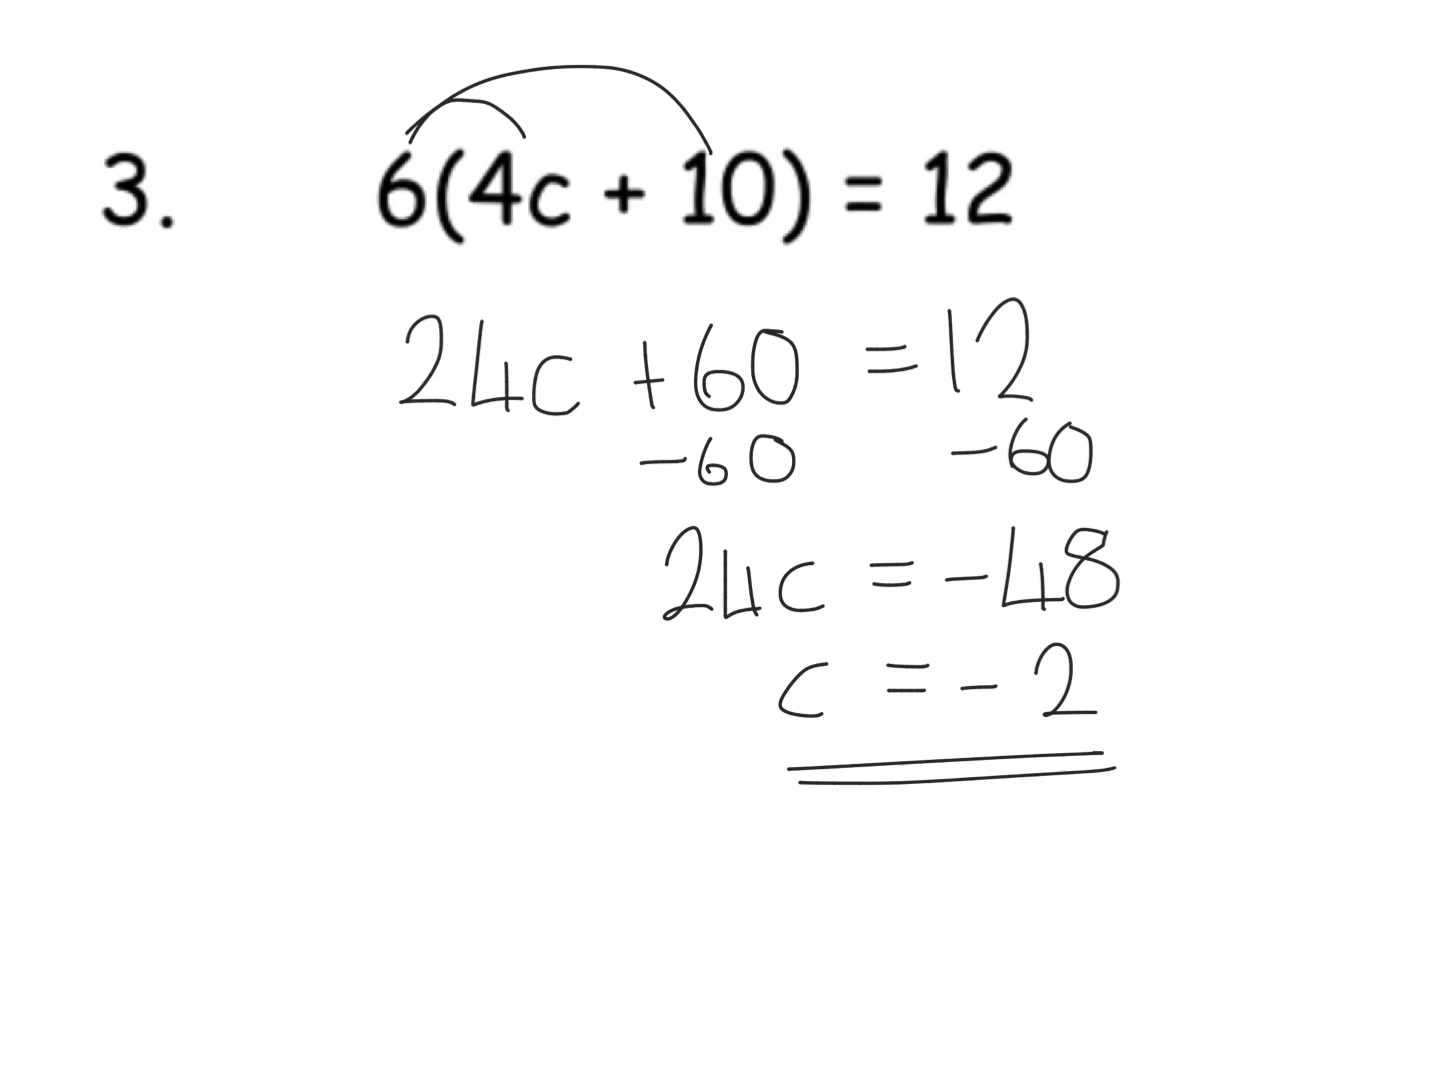 3. 6(4c + 10) = 12
24c + 60 = 12
-60 -60
24c = -48
c = -2